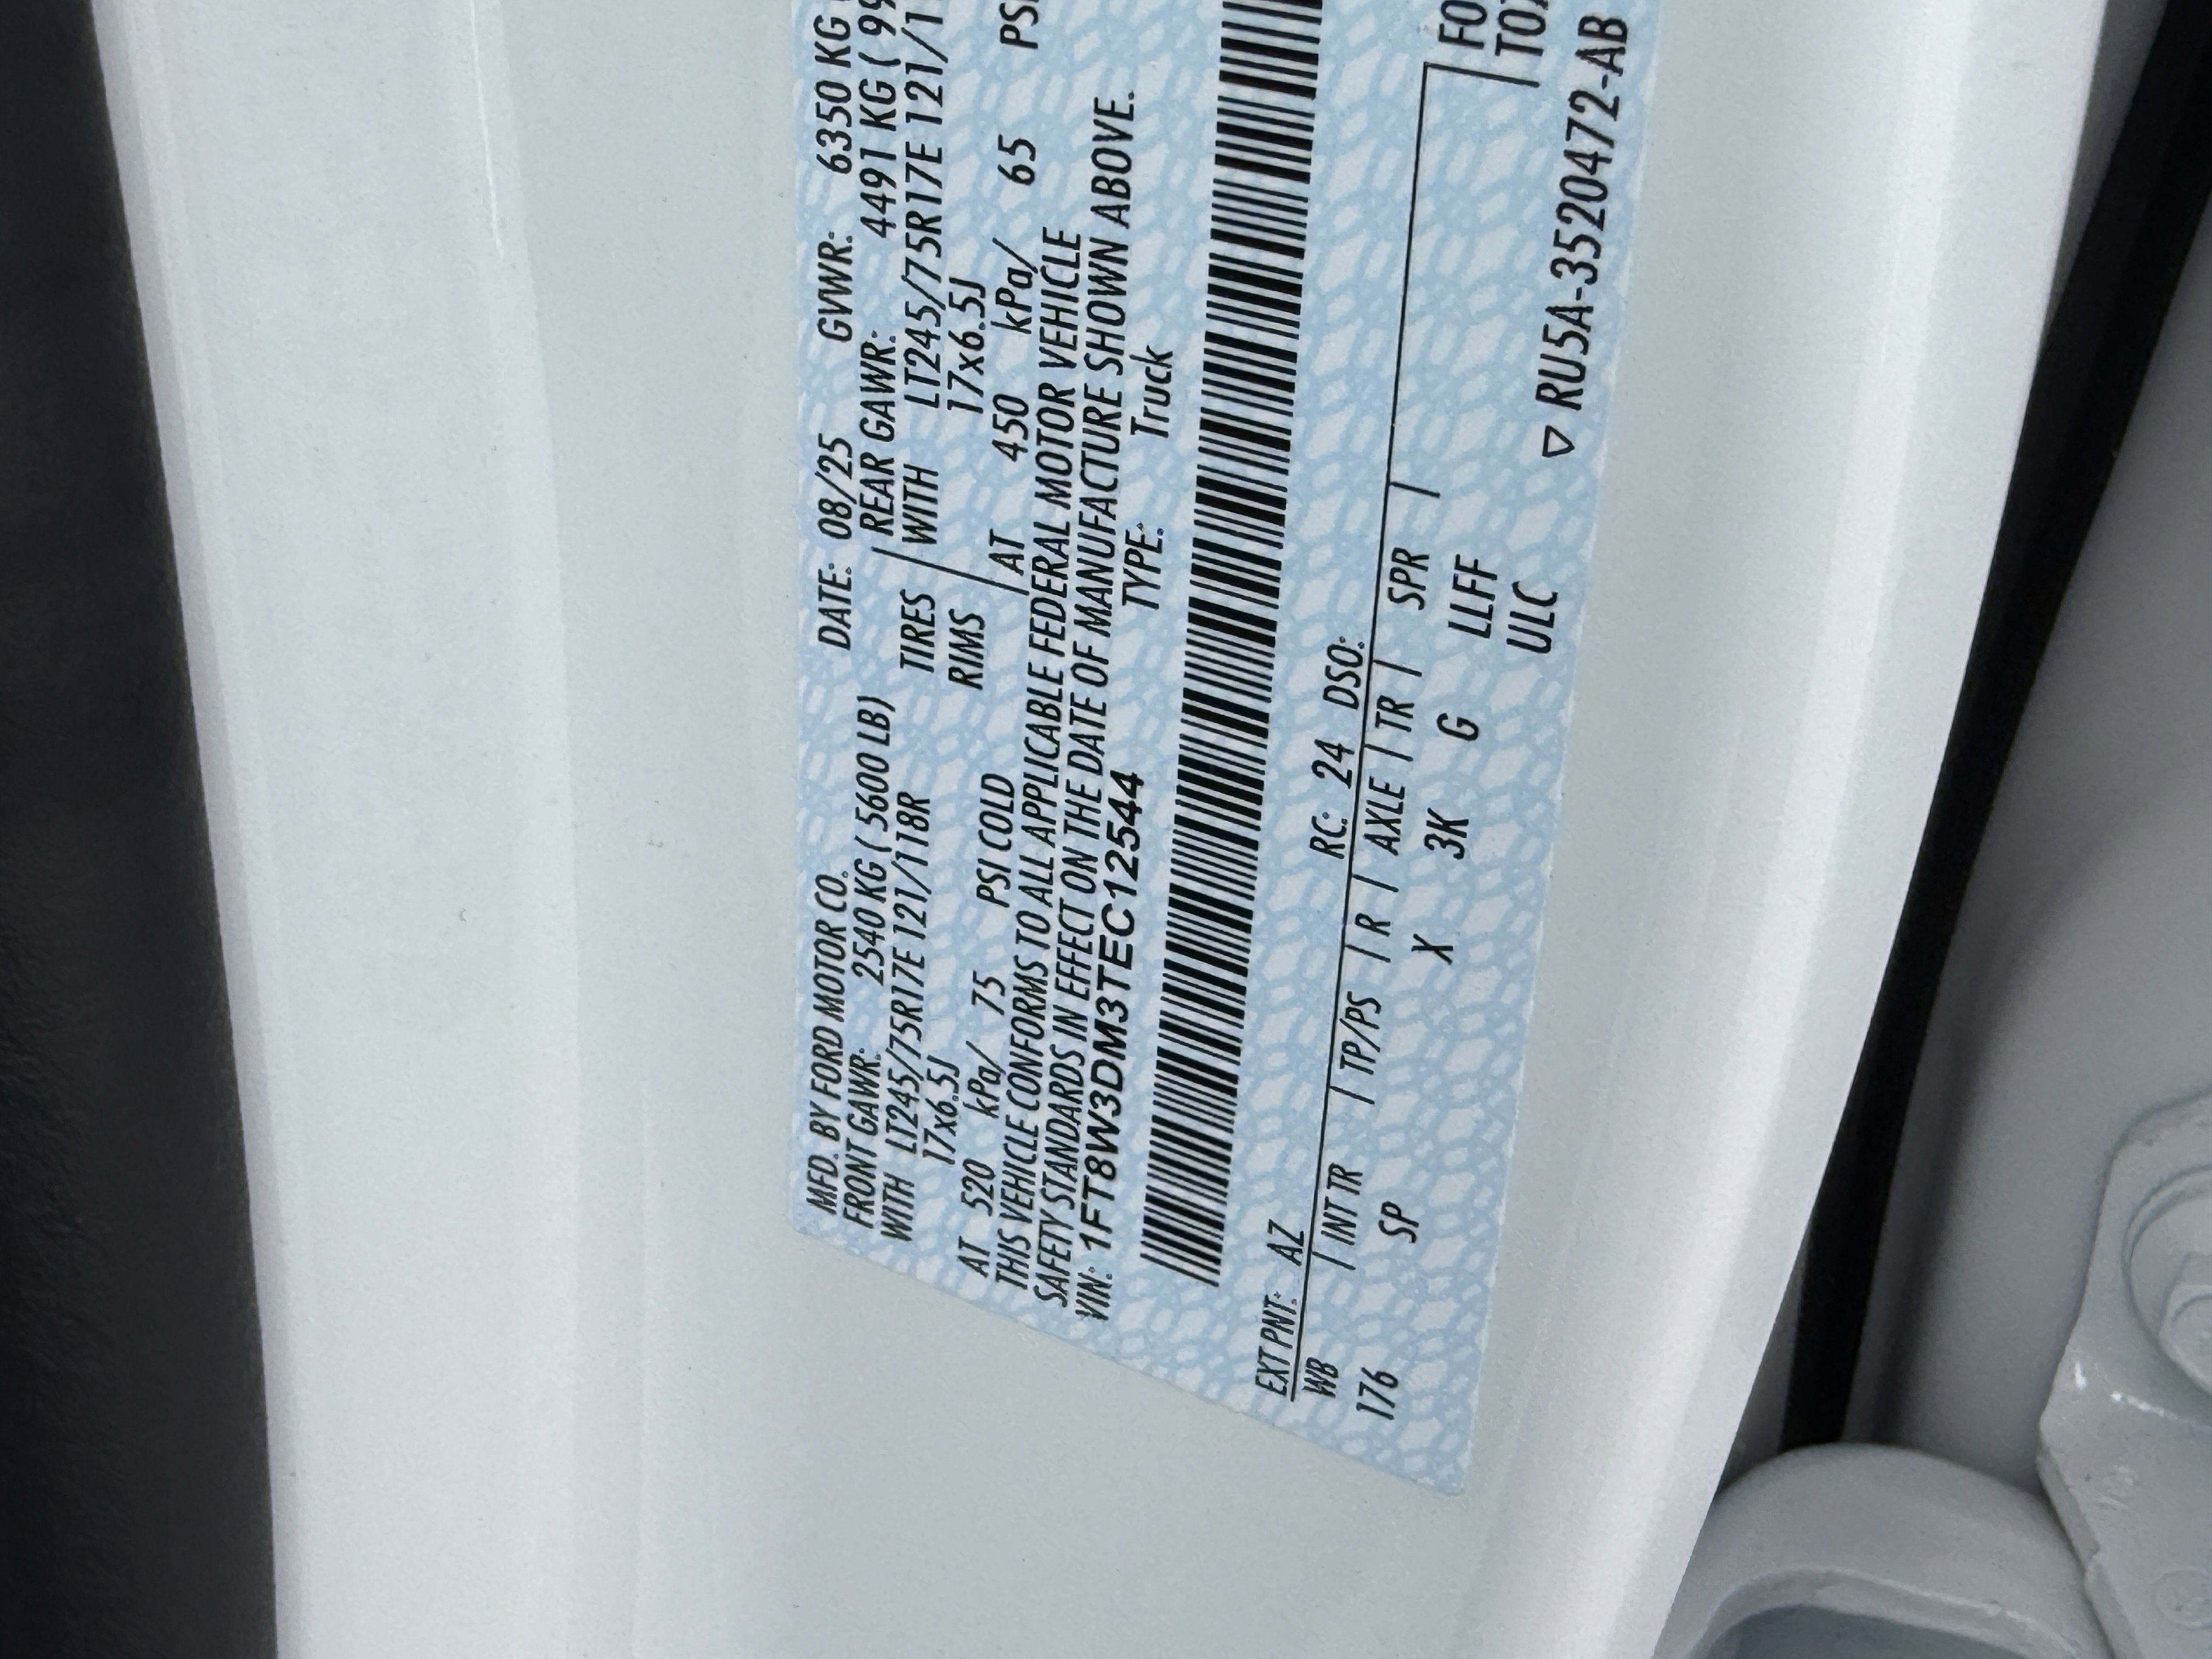 MFD. BY FORD MOTOR CO. DATE: 08/25 GVWR: 6350 KG
FRONT GAWR: 2540 KG ( 5600 LB) REAR GAWR: 4491 KG ( 99
WITH LT245/75R17E 121/118R TIRES WITH LT245/75R17E 121/1
17x6.5J RIMS 17x6.5J
AT 520 kPa/ 75 PSI COLD AT 450 kPa/ 65 PS
THIS VEHICLE CONFORMS TO ALL APPLICABLE FEDERAL MOTOR VEHICLE
SAFETY STANDARDS IN EFFECT ON THE DATE OF MANUFACTURE SHOWN ABOVE.
VIN: 1FT8W3DM3TEC12544 TYPE: Truck
EXT PNT: AZ RC: 24 DSO:
WB | INT TR | TP/PS | R | AXLE | TR | SPR | FO
176 SP X 3K G LLFF TO
ULC
▽ RU5A-3520472-AB